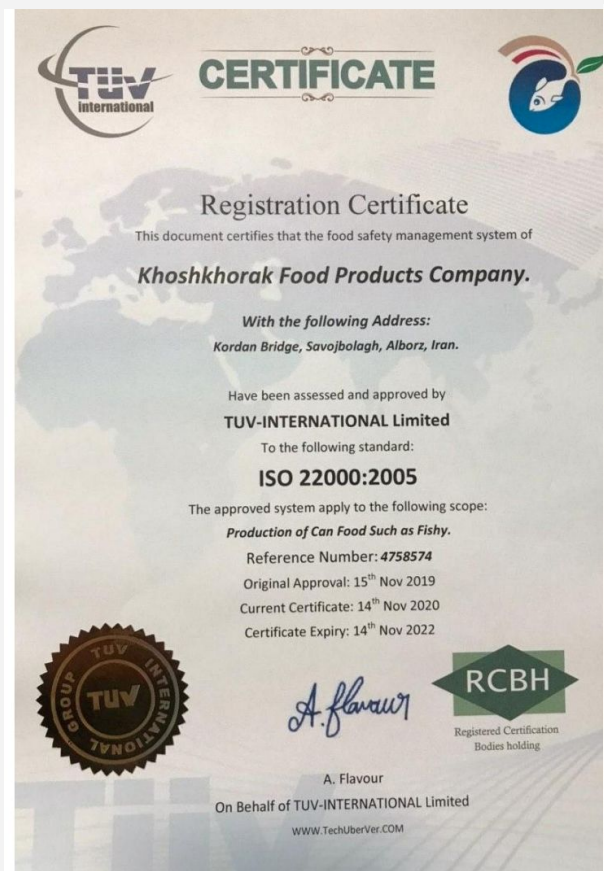 TUV
international
CERTIFICATE
Registration Certificate
This document certifies that the food safety management system of
Khoshkhorak Food Products Company.
With the following Address:
Kordan Bridge, Savojbolagh, Alborz, Iran.
Have been assessed and approved by
TUV-INTERNATIONAL Limited
To the following standard:
ISO 22000:2005
The approved system apply to the following scope:
Production of Can Food Such as Fishy.
Reference Number: 4758574
Original Approval: 15th Nov 2019
Current Certificate: 14th Nov 2020
Certificate Expiry: 14th Nov 2022
TUV INTERNATIONAL GROUP
TUV
A. flavour
RCBH
Registered Certification
Bodies holding
A. Flavour
On Behalf of TUV-INTERNATIONAL Limited
WWW.TechUberVer.COM
TUV